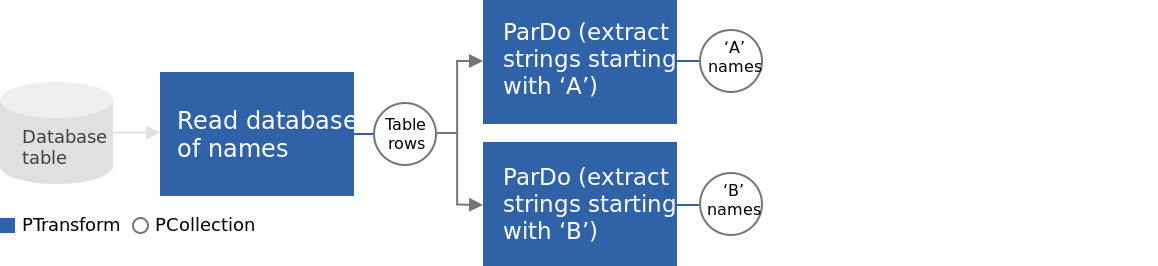 Database
table
Read database
of names
Table
rows
ParDo (extract
strings starting
with ‘A’)
‘A’
names
ParDo (extract
strings starting
with ‘B’)
‘B’
names
PTransform
PCollection